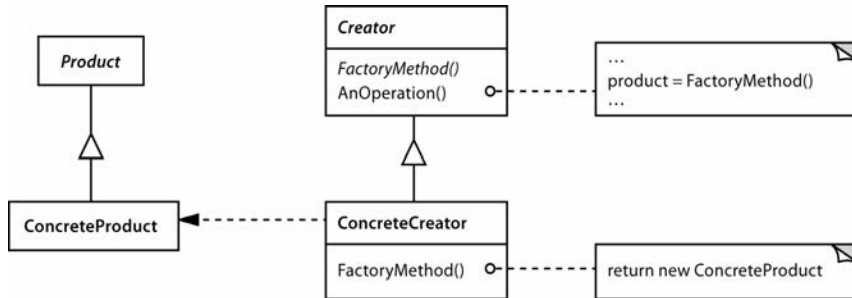 Product
ConcreteProduct
Creator
FactoryMethod()
AnOperation()
...
product = FactoryMethod()
...
ConcreteCreator
FactoryMethod()
return new ConcreteProduct